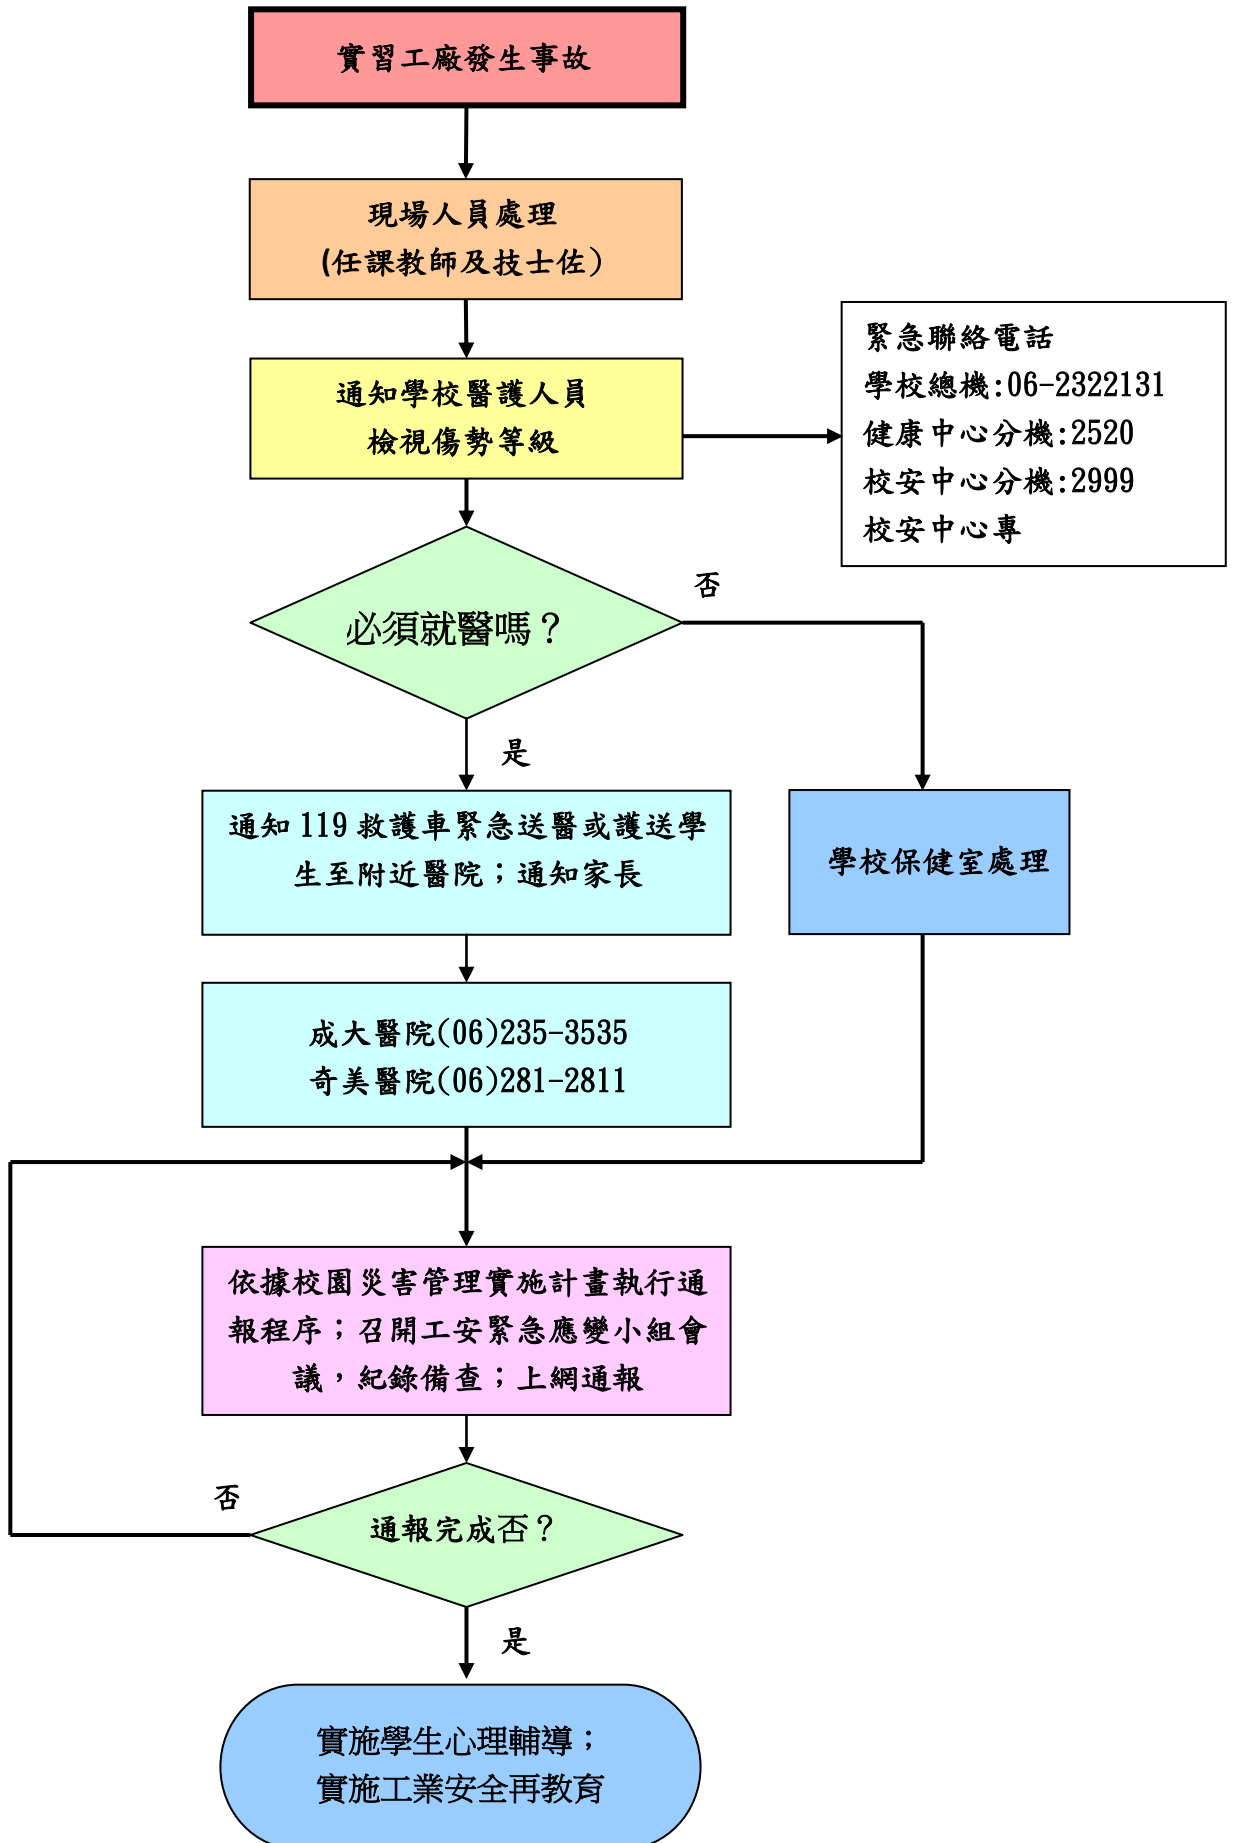 實習工廠發生事故
現場人員處理
(任課教師及技士佐)
通知學校醫護人員
檢視傷勢等級
緊急聯絡電話
學校總機:06-2322131
健康中心分機:2520
校安中心分機:2999
校安中心專
必須就醫嗎？
否
是
通知 119 救護車緊急送醫或護送學
生至附近醫院；通知家長
學校保健室處理
成大醫院(06)235-3535
奇美醫院(06)281-2811
依據校園災害管理實施計畫執行通
報程序；召開工安緊急應變小組會
議，紀錄備查；上網通報
否
通報完成否？
是
實施學生心理輔導；
實施工業安全再教育